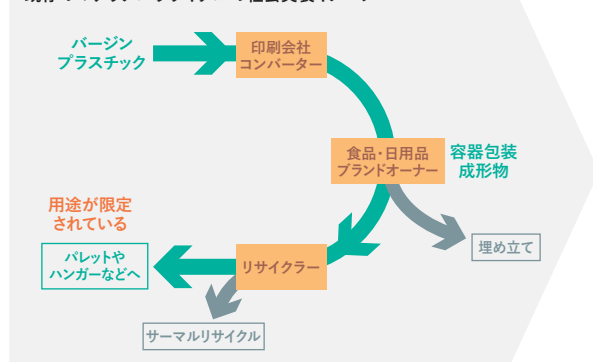 バージン
プラスチック
印刷会社
コンバーター
食品・日用品
ブランドオーナー
容器包装
成形物
用途が限定
されている
パレットや
ハンガーなどへ
リサイクラー
埋め立て
サーマルリサイクル